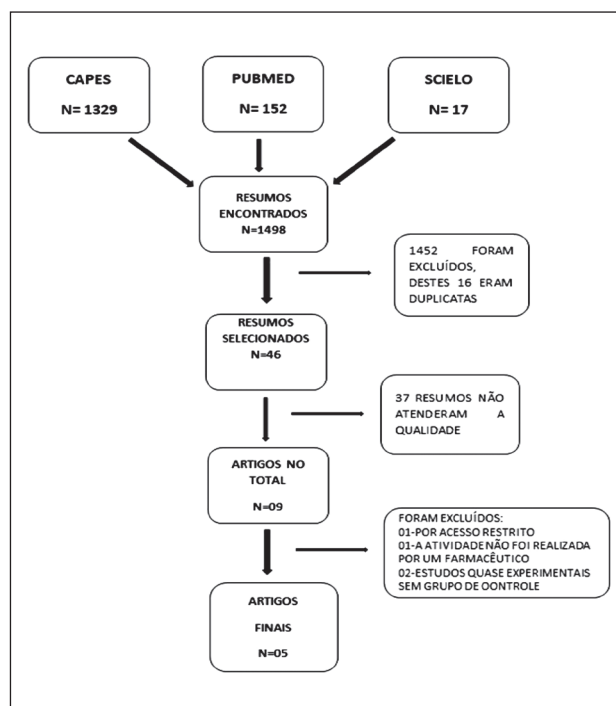 CAPES
N= 1329
PUBMED
N= 152
SCIELO
N= 17
RESUMOS
ENCONTRADOS
N=1498
1452 FORAM
EXCLUÍDOS,
DESTES 16 ERAM
DUPLICATAS
RESUMOS
SELECIONADOS
N=46
37 RESUMOS NÃO
ATENDERAM A
QUALIDADE
ARTIGOS NO
TOTAL
N=09
FORAM EXCLUÍDOS:
01-POR ACESSO RESTRITO
01-A ATIVIDADE NÃO FOI REALIZADA
POR UM FARMACÊUTICO
02-ESTUDOS QUASE EXPERIMENTAIS
SEM GRUPO DE OONTROLE
ARTIGOS
FINAIS
N=05